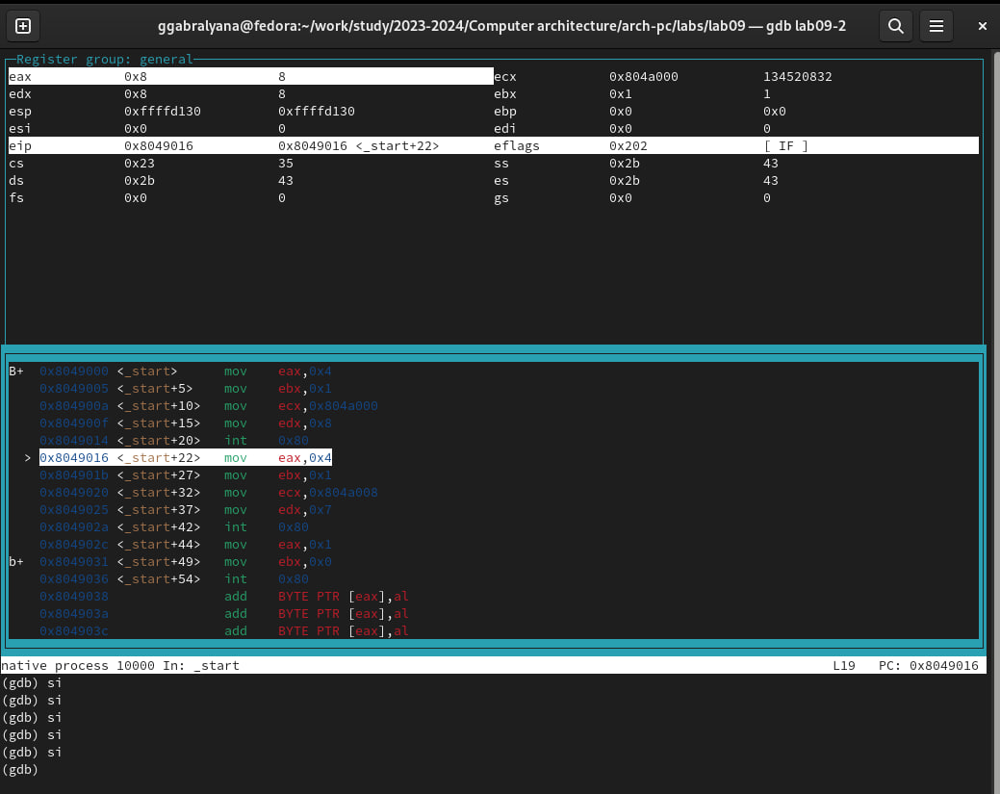 ggabralyana@fedora:~/work/study/2023-2024/Computer architecture/arch-pc/labs/lab09 — gdb lab09-2
Register group: general
eax 0x8 8 ecx 0x804a000 134520832
edx 0x8 8 ebx 0x1 1
esp 0xffffd130 0xffffd130 ebp 0x0 0x0
esi 0x0 0 edi 0x0 0
eip 0x8049016 0x8049016 <_start+22> eflags 0x202 [ IF ]
cs 0x23 35 ss 0x2b 43
ds 0x2b 43 es 0x2b 43
fs 0x0 0 gs 0x0 0
B+ 0x8049000 <_start> mov eax,0x4
0x8049005 <_start+5> mov ebx,0x1
0x804900a <_start+10> mov ecx,0x804a000
0x804900f <_start+15> mov edx,0x8
0x8049014 <_start+20> int 0x80
> 0x8049016 <_start+22> mov eax,0x4
0x804901b <_start+27> mov ebx,0x1
0x8049020 <_start+32> mov ecx,0x804a008
0x8049025 <_start+37> mov edx,0x7
0x804902a <_start+42> int 0x80
0x804902c <_start+44> mov eax,0x1
b+ 0x8049031 <_start+49> mov ebx,0x0
0x8049036 <_start+54> int 0x80
0x8049038 add BYTE PTR [eax],al
0x804903a add BYTE PTR [eax],al
0x804903c add BYTE PTR [eax],al
native process 10000 In: _start L19 PC: 0x8049016
(gdb) si
(gdb) si
(gdb) si
(gdb) si
(gdb) si
(gdb)